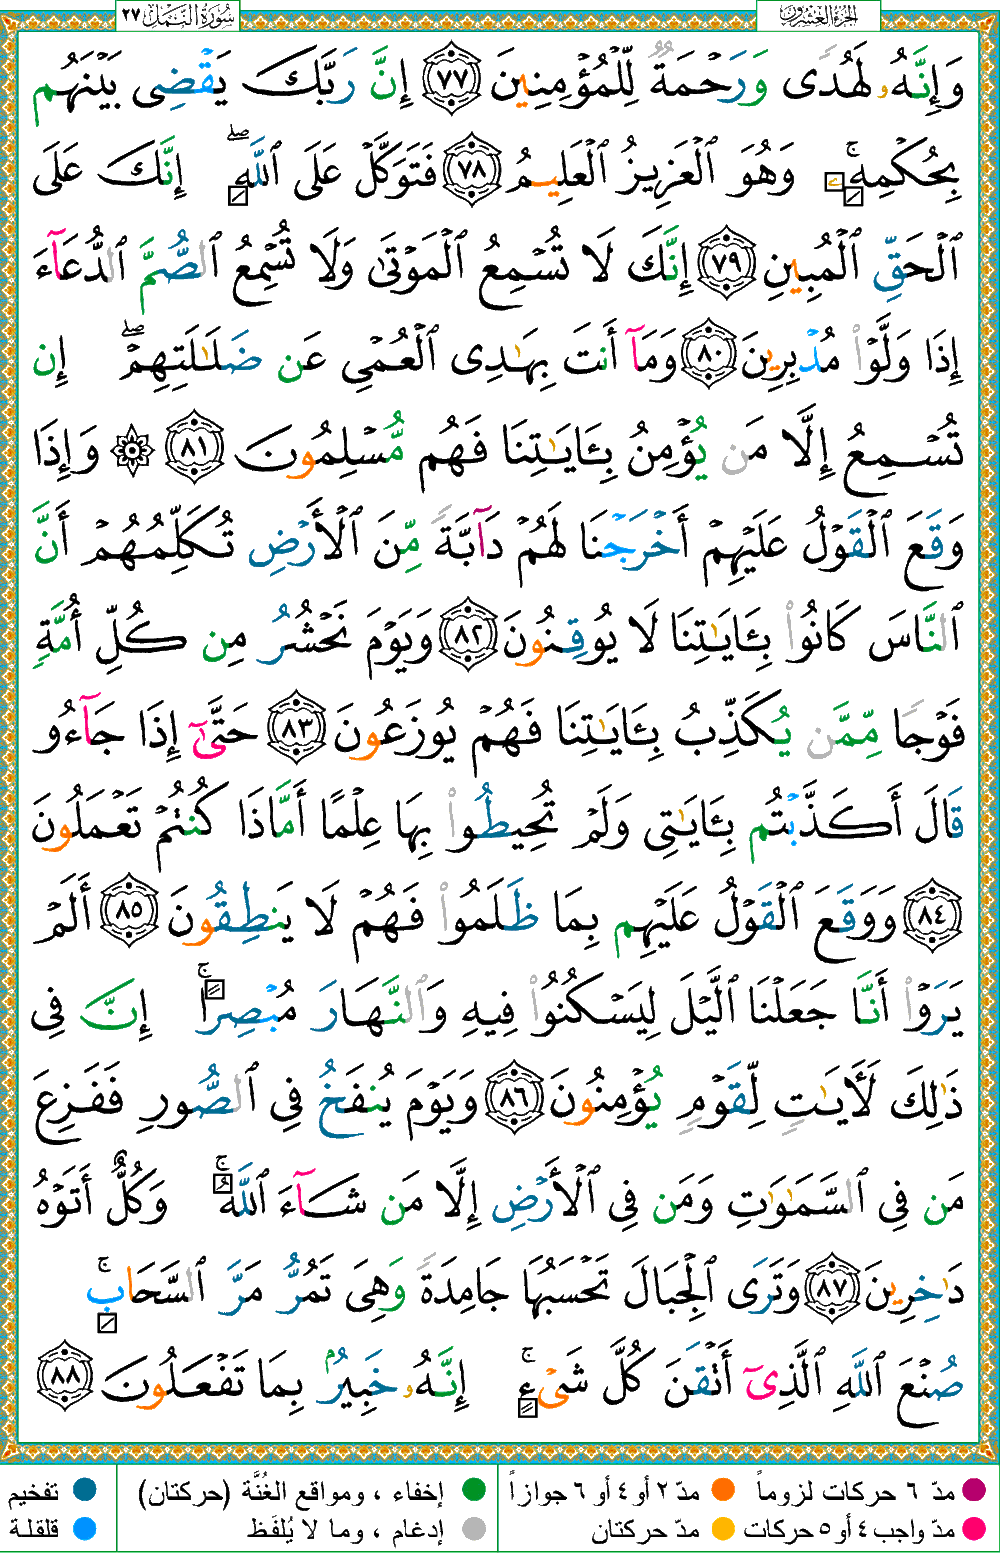 سُورَةُ النَّمْلِ ٢٧
الجُزْءُ العِشْرُونَ
وَإِنَّهُۥ لَهُدًى وَرَحْمَةٌ لِّلْمُؤْمِنِينَ ٧٧ إِنَّ رَبَّكَ يَقْضِى بَيْنَهُم
بِحُكْمِهِۦۚ وَهُوَ ٱلْعَزِيزُ ٱلْعَلِيمُ ٧٨ فَتَوَكَّلْ عَلَى ٱللَّهِۖ إِنَّكَ عَلَى
ٱلْحَقِّ ٱلْمُبِينِ ٧٩ إِنَّكَ لَا تُسْمِعُ ٱلْمَوْتَىٰ وَلَا تُسْمِعُ ٱلصُّمَّ ٱلدُّعَآءَ
إِذَا وَلَّوْا۟ مُدْبِرِينَ ٨٠ وَمَآ أَنتَ بِهَـٰدِى ٱلْعُمْىِ عَن ضَلَـٰلَتِهِمْۖ إِن
تُسْمِعُ إِلَّا مَن يُؤْمِنُ بِـَٔايَـٰتِنَا فَهُم مُّسْلِمُونَ ٨١ ۞ وَإِذَا
وَقَعَ ٱلْقَوْلُ عَلَيْهِمْ أَخْرَجْنَا لَهُمْ دَآبَّةً مِّنَ ٱلْأَرْضِ تُكَلِّمُهُمْ أَنَّ
ٱلنَّاسَ كَانُوا۟ بِـَٔايَـٰتِنَا لَا يُوقِنُونَ ٨٢ وَيَوْمَ نَحْشُرُ مِن كُلِّ أُمَّةٍ
فَوْجًا مِّمَّن يُكَذِّبُ بِـَٔايَـٰتِنَا فَهُمْ يُوزَعُونَ ٨٣ حَتَّىٰٓ إِذَا جَآءُو
قَالَ أَكَذَّبْتُم بِـَٔايَـٰتِى وَلَمْ تُحِيطُوا۟ بِهَا عِلْمًا أَمَّاذَا كُنتُمْ تَعْمَلُونَ
٨٤ وَوَقَعَ ٱلْقَوْلُ عَلَيْهِم بِمَا ظَلَمُوا۟ فَهُمْ لَا يَنطِقُونَ ٨٥ أَلَمْ
يَرَوْا۟ أَنَّا جَعَلْنَا ٱلَّيْلَ لِيَسْكُنُوا۟ فِيهِ وَٱلنَّهَارَ مُبْصِرًاۚ إِنَّ فِى
ذَٰلِكَ لَـَٔايَـٰتٍ لِّقَوْمٍ يُؤْمِنُونَ ٨٦ وَيَوْمَ يُنفَخُ فِى ٱلصُّورِ فَفَزِعَ
مَن فِى ٱلسَّمَـٰوَٰتِ وَمَن فِى ٱلْأَرْضِ إِلَّا مَن شَآءَ ٱللَّهُۚ وَكُلٌّ أَتَوْهُ
دَٰخِرِينَ ٨٧ وَتَرَى ٱلْجِبَالَ تَحْسَبُهَا جَامِدَةً وَهِىَ تَمُرُّ مَرَّ ٱلسَّحَابِۚ
صُنْعَ ٱللَّهِ ٱلَّذِىٓ أَتْقَنَ كُلَّ شَىْءٍۚ إِنَّهُۥ خَبِيرٌۢ بِمَا تَفْعَلُونَ ٨٨
مدّ ٦ حركات لزوماً مدّ ٢ أو ٤ أو ٦ جوازاً إخفاء ، ومواقع الغُنَّة (حركتان) تفخيم
مدّ واجب ٤ أو ٥ حركات مدّ حركتان إدغام ، وما لا يُلفَظ قلقلة